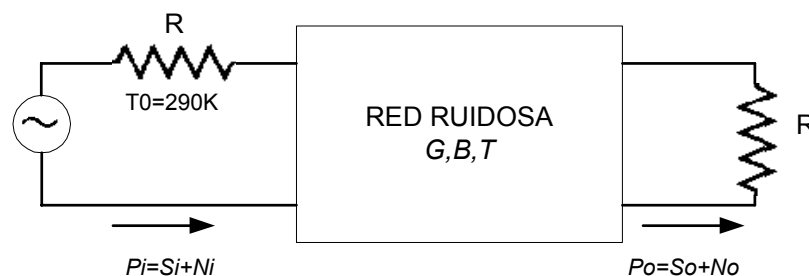 R
T0=290K
RED RUIDOSA
G,B,T
R
Pi=Si+Ni
Po=So+No